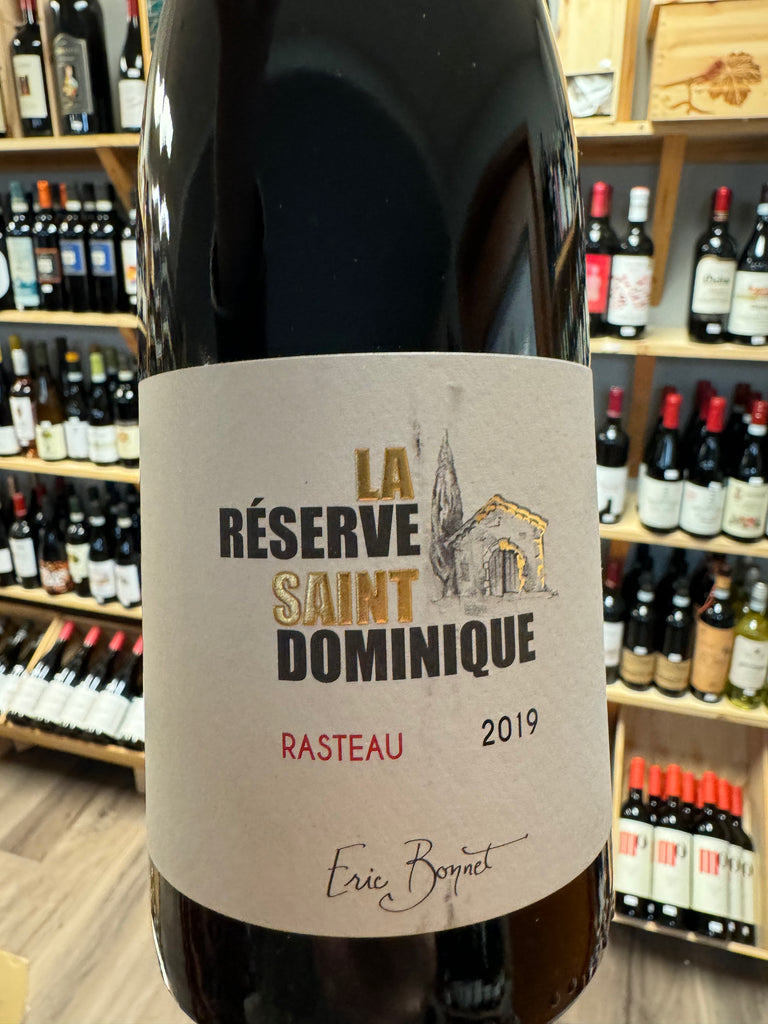 LA
RÉSERVE
SAINT
DOMINIQUE
RASTEAU 2019
Eric Bonnet